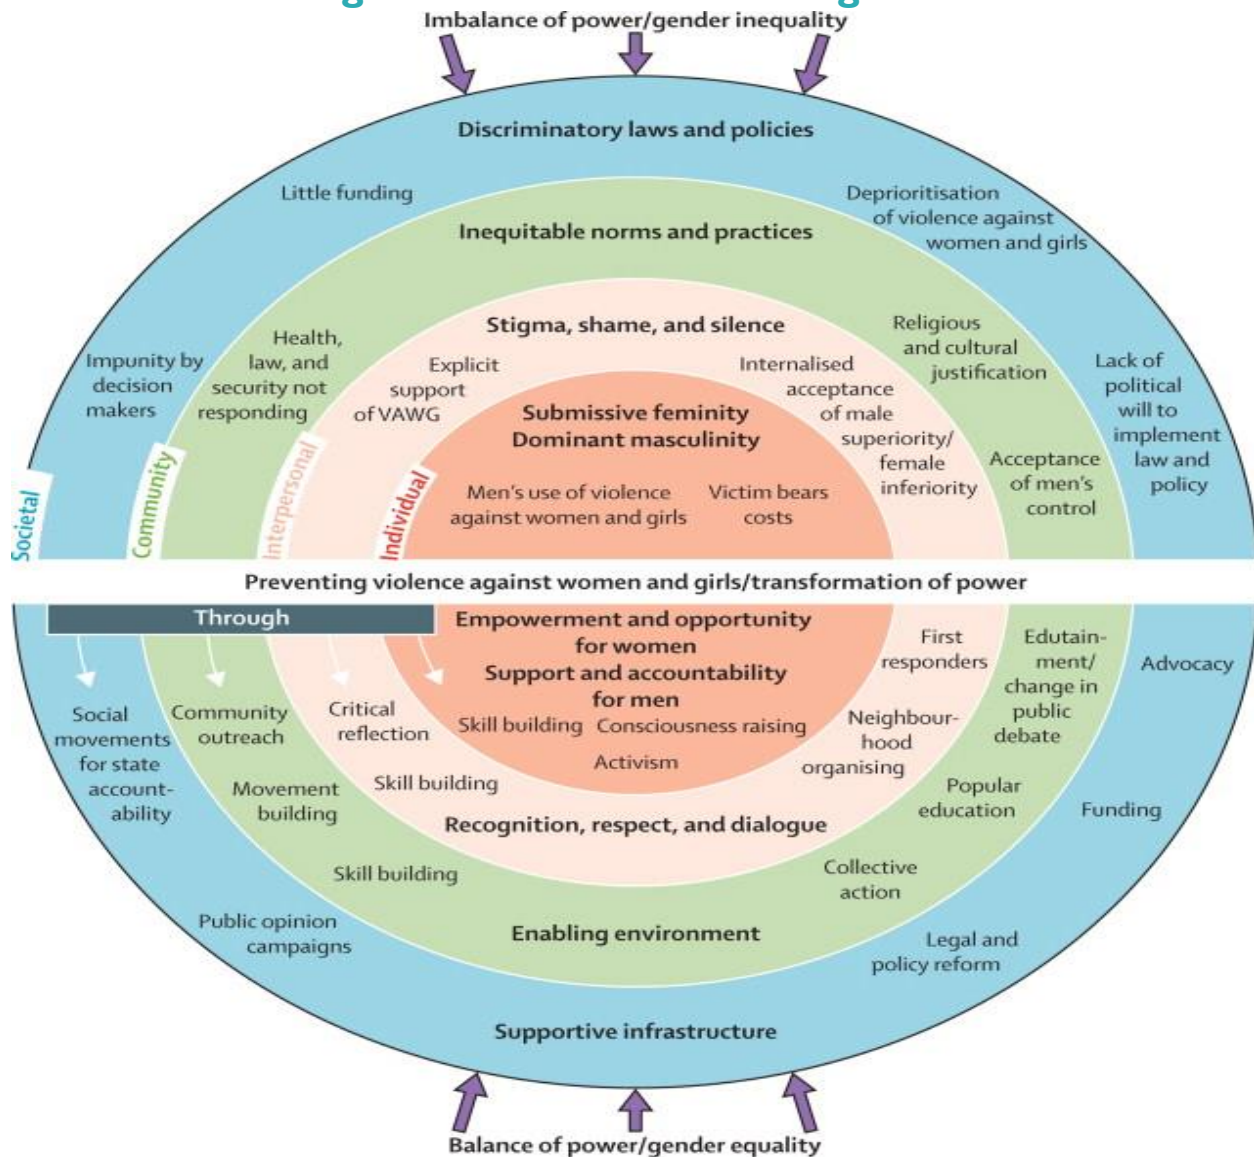 Imbalance of power/gender inequality
Discriminatory laws and policies
Little funding
Deprioritisation
of violence against
women and girls
Inequitable norms and practices
Stigma, shame, and silence
Religious
and cultural
justification
Health,
law, and
security not
responding
Impunity by
decision
makers
Explicit
support
of VAWG
Internalised
acceptance
of male
superiority/
female
inferiority
Lack of
political
will to
implement
law and
policy
Submissive feminity
Dominant masculinity
Acceptance
of men's
control
Men's use of violence
against women and girls
Victim bears
costs
Societal
Community
Interpersonal
Individual
Preventing violence against women and girls/transformation of power
Through
Empowerment and opportunity
for women
Support and accountability
for men
Skill building
Consciousness raising
Activism
First
responders
Edutain-
ment/
change in
public
debate
Advocacy
Social
movements
for state
account-
ability
Community
outreach
Critical
reflection
Neighbour-
hood
organising
Movement
building
Skill building
Popular
education
Funding
Recognition, respect, and dialogue
Skill building
Collective
action
Public opinion
campaigns
Enabling environment
Legal and
policy reform
Supportive infrastructure
Balance of power/gender equality